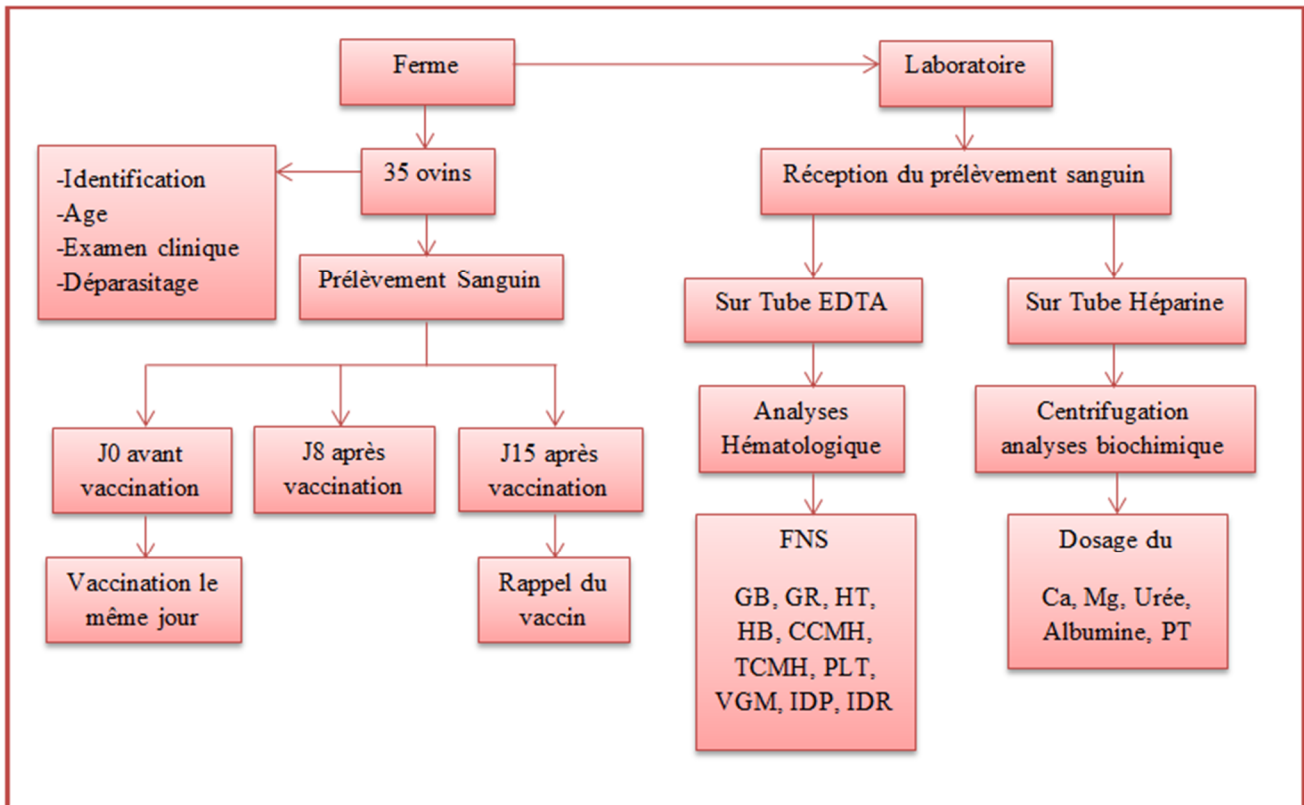 Ferme
Laboratoire
-Identification
-Age
-Examen clinique
-Déparasitage
35 ovins
Réception du prélèvement sanguin
Prélèvement Sanguin
Sur Tube EDTA
Sur Tube Héparine
J0 avant
vaccination
J8 après
vaccination
J15 après
vaccination
Analyses
Hématologique
Centrifugation
analyses biochimique
Vaccination le
même jour
Rappel du
vaccin
FNS
GB, GR, HT,
HB, CCMH,
TCMH, PLT,
VGM, IDP, IDR
Dosage du
Ca, Mg, Urée,
Albumine, PT